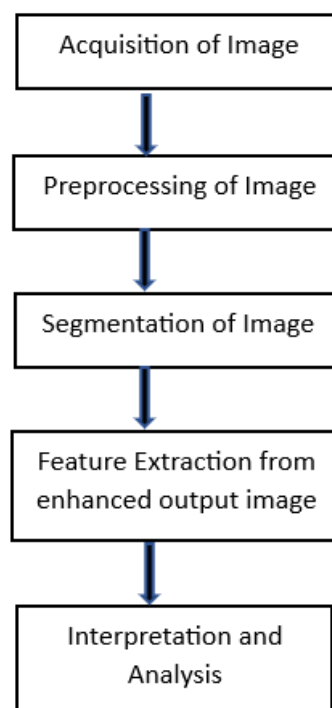 Acquisition of Image
Preprocessing of Image
Segmentation of Image
Feature Extraction from
enhanced output image
Interpretation and
Analysis